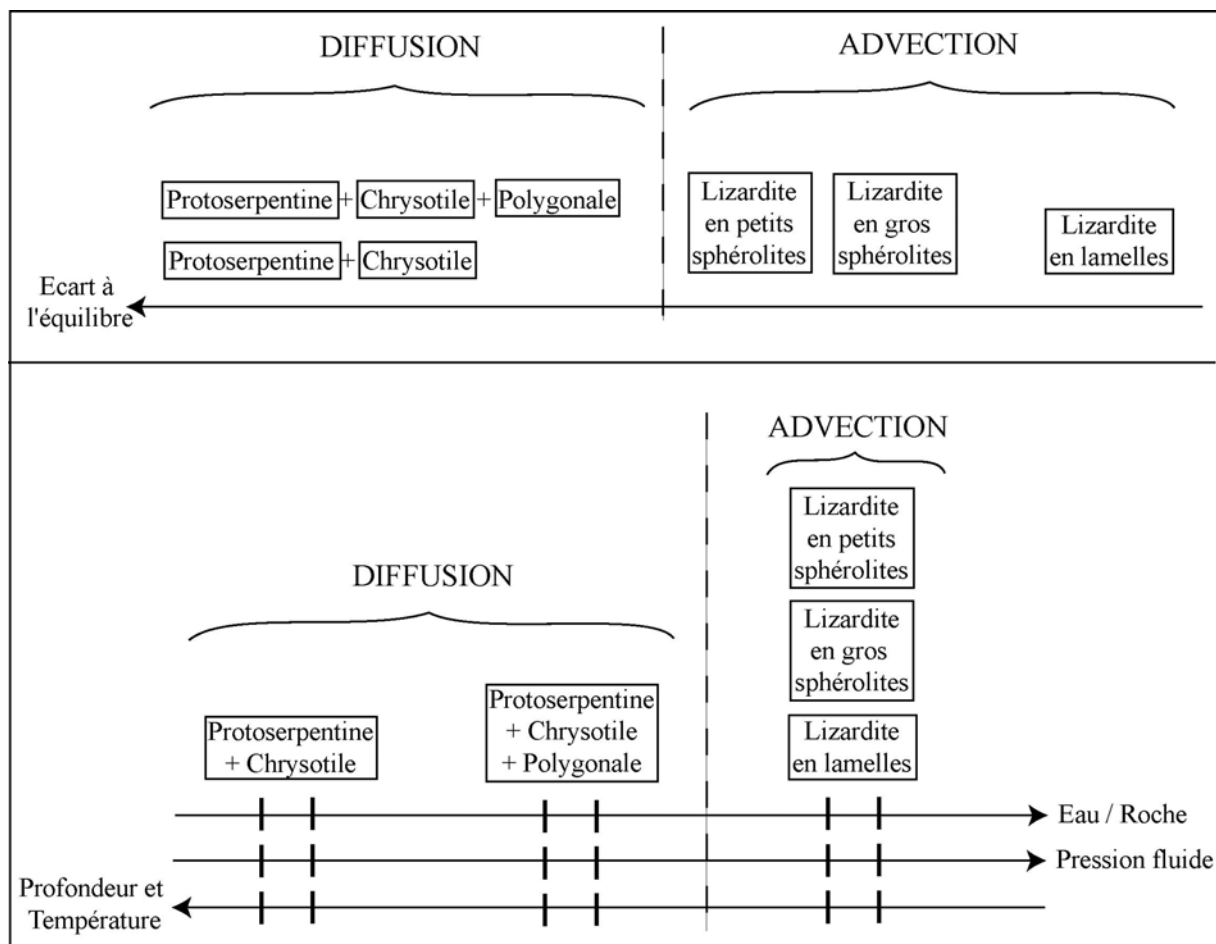 DIFFUSION
ADVECTION
Protoserpentine + Chrysotile + Polygonale
Protoserpentine + Chrysotile
Lizardite
en petits
sphérolites
Lizardite
en gros
sphérolites
Lizardite
en lamelles
Ecart à
l'équilibre
ADVECTION
Lizardite
en petits
sphérolites
DIFFUSION
Lizardite
en gros
sphérolites
Protoserpentine
+ Chrysotile
Protoserpentine
+ Chrysotile
+ Polygonale
Lizardite
en lamelles
Eau / Roche
Pression fluide
Profondeur et
Température